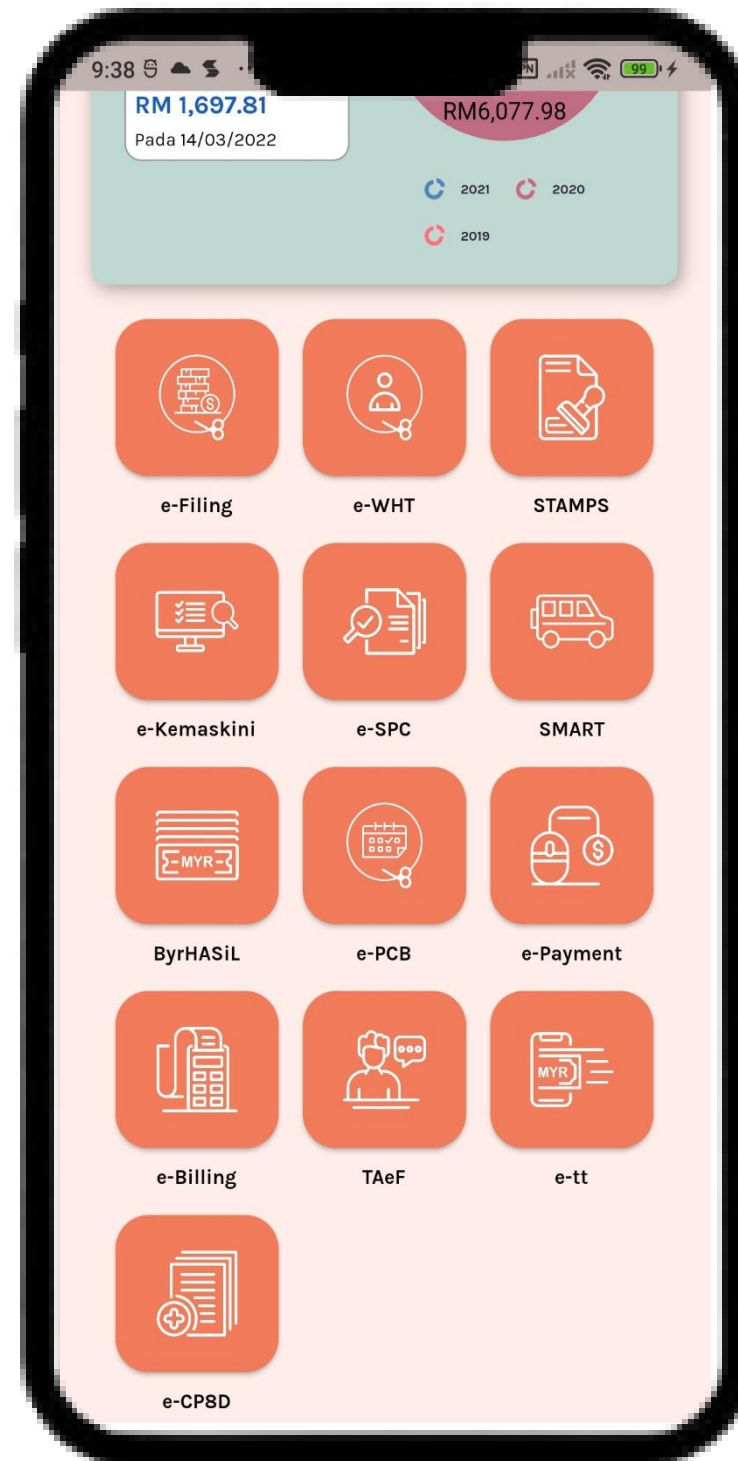 9:38
99
RM 1,697.81
Pada 14/03/2022
RM6,077.98
2021 2020
2019
e-Filing e-WHT STAMPS
e-Kemaskini e-SPC SMART
MYR
ByrHASiL e-PCB e-Payment
MYR
e-Billing TAeF e-tt
e-CP8D